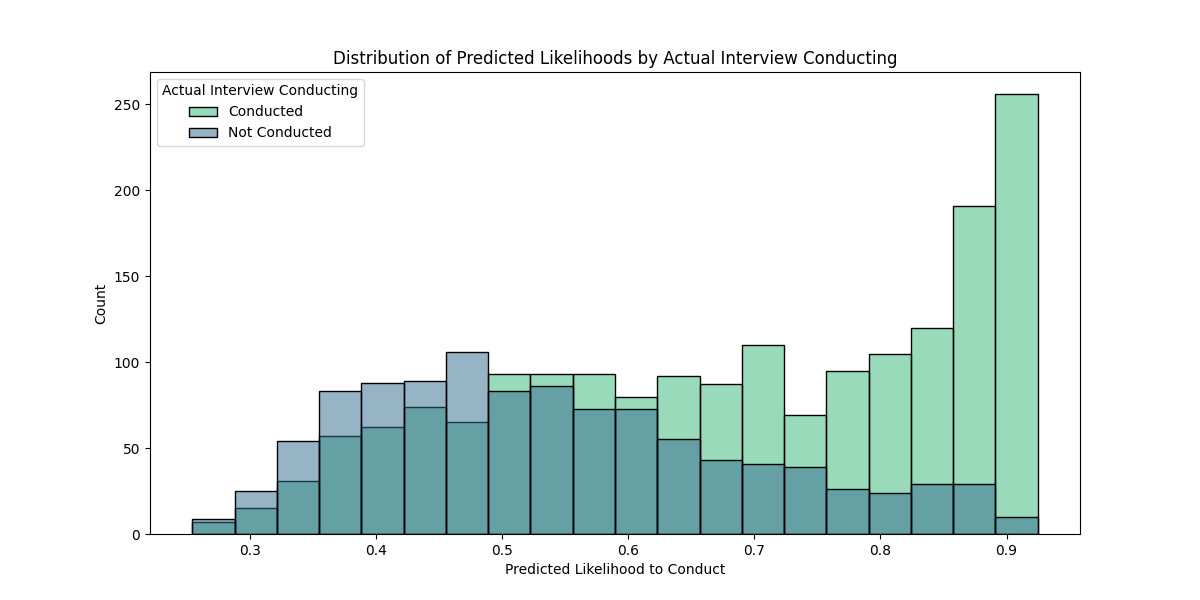 Distribution of Predicted Likelihoods by Actual Interview Conducting
Actual Interview Conducting
Conducted
Not Conducted
250
200
150
100
50
0
Count
0.3 0.4 0.5 0.6 0.7 0.8 0.9
Predicted Likelihood to Conduct